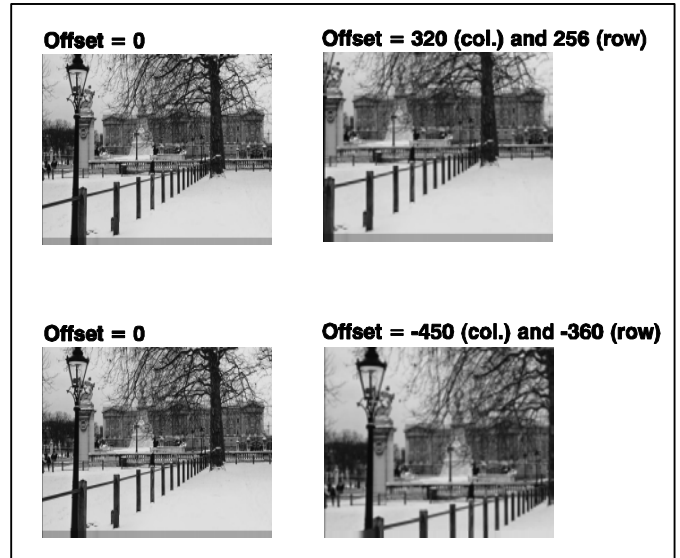 Offset = 0
Offset = 320 (col.) and 256 (row)
Offset = 0
Offset = -450 (col.) and -360 (row)